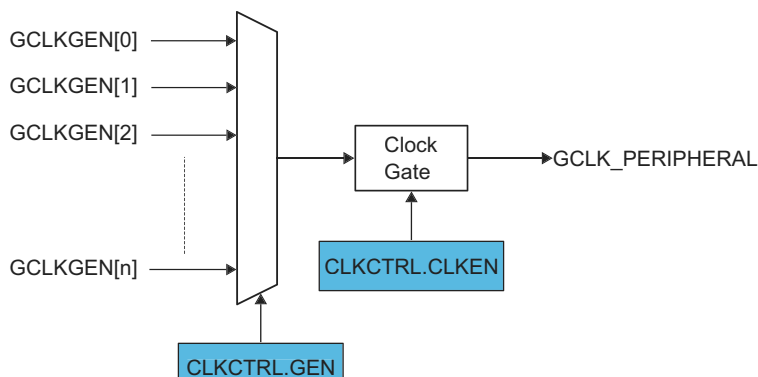 GCLKGEN[0]
GCLKGEN[1]
GCLKGEN[2]
Clock
Gate
GCLK_PERIPHERAL
GCLKGEN[n]
CLKCTRL.CLKEN
CLKCTRL.GEN